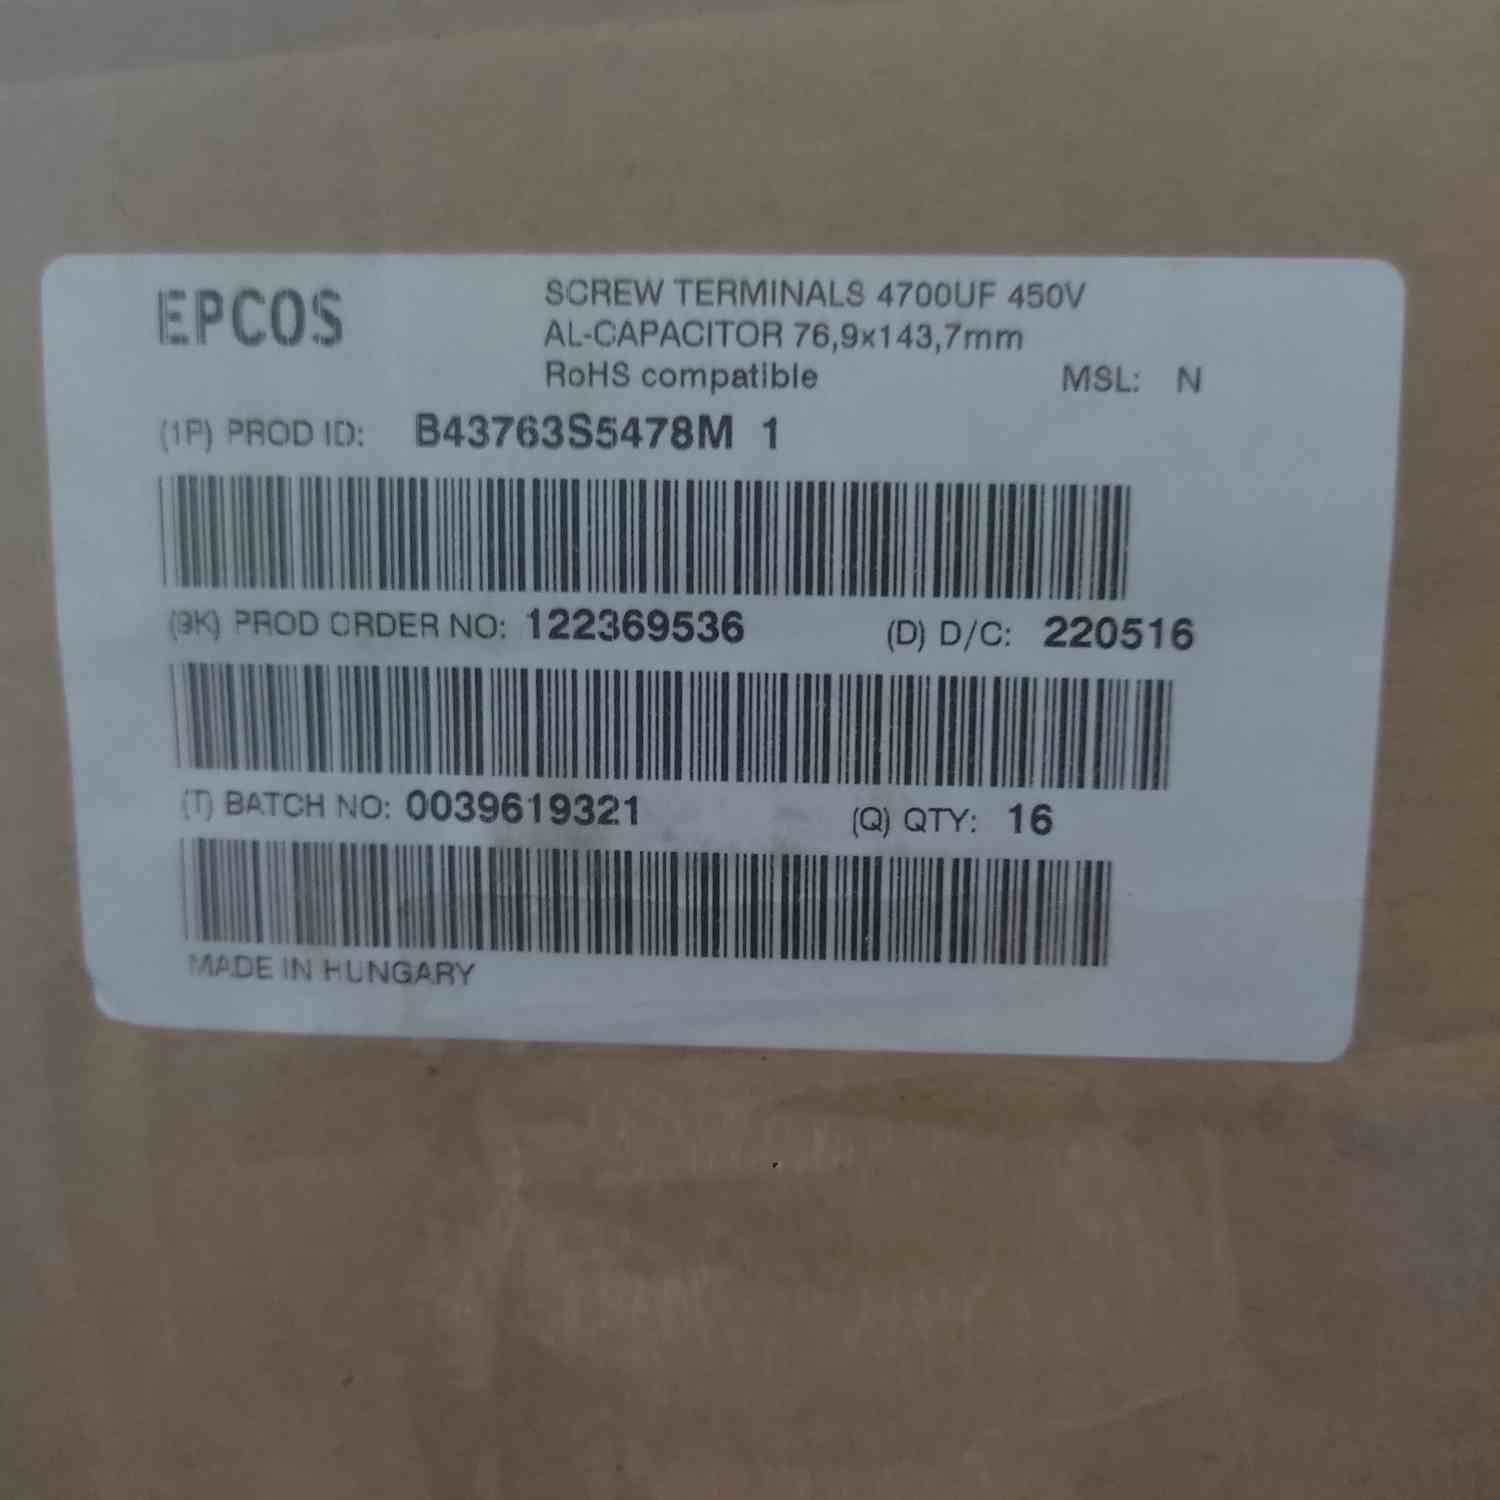 EPCOS
SCREW TERMINALS 4700UF 450V
AL-CAPACITOR 76,9x143,7mm
RoHS compatible
MSL: N
(1P) PROD ID: B43763S5478M 1
(9K) PROD ORDER NO: 122369536 (D) D/C: 220516
(T) BATCH NO: 0039619321 (Q) QTY: 16
MADE IN HUNGARY